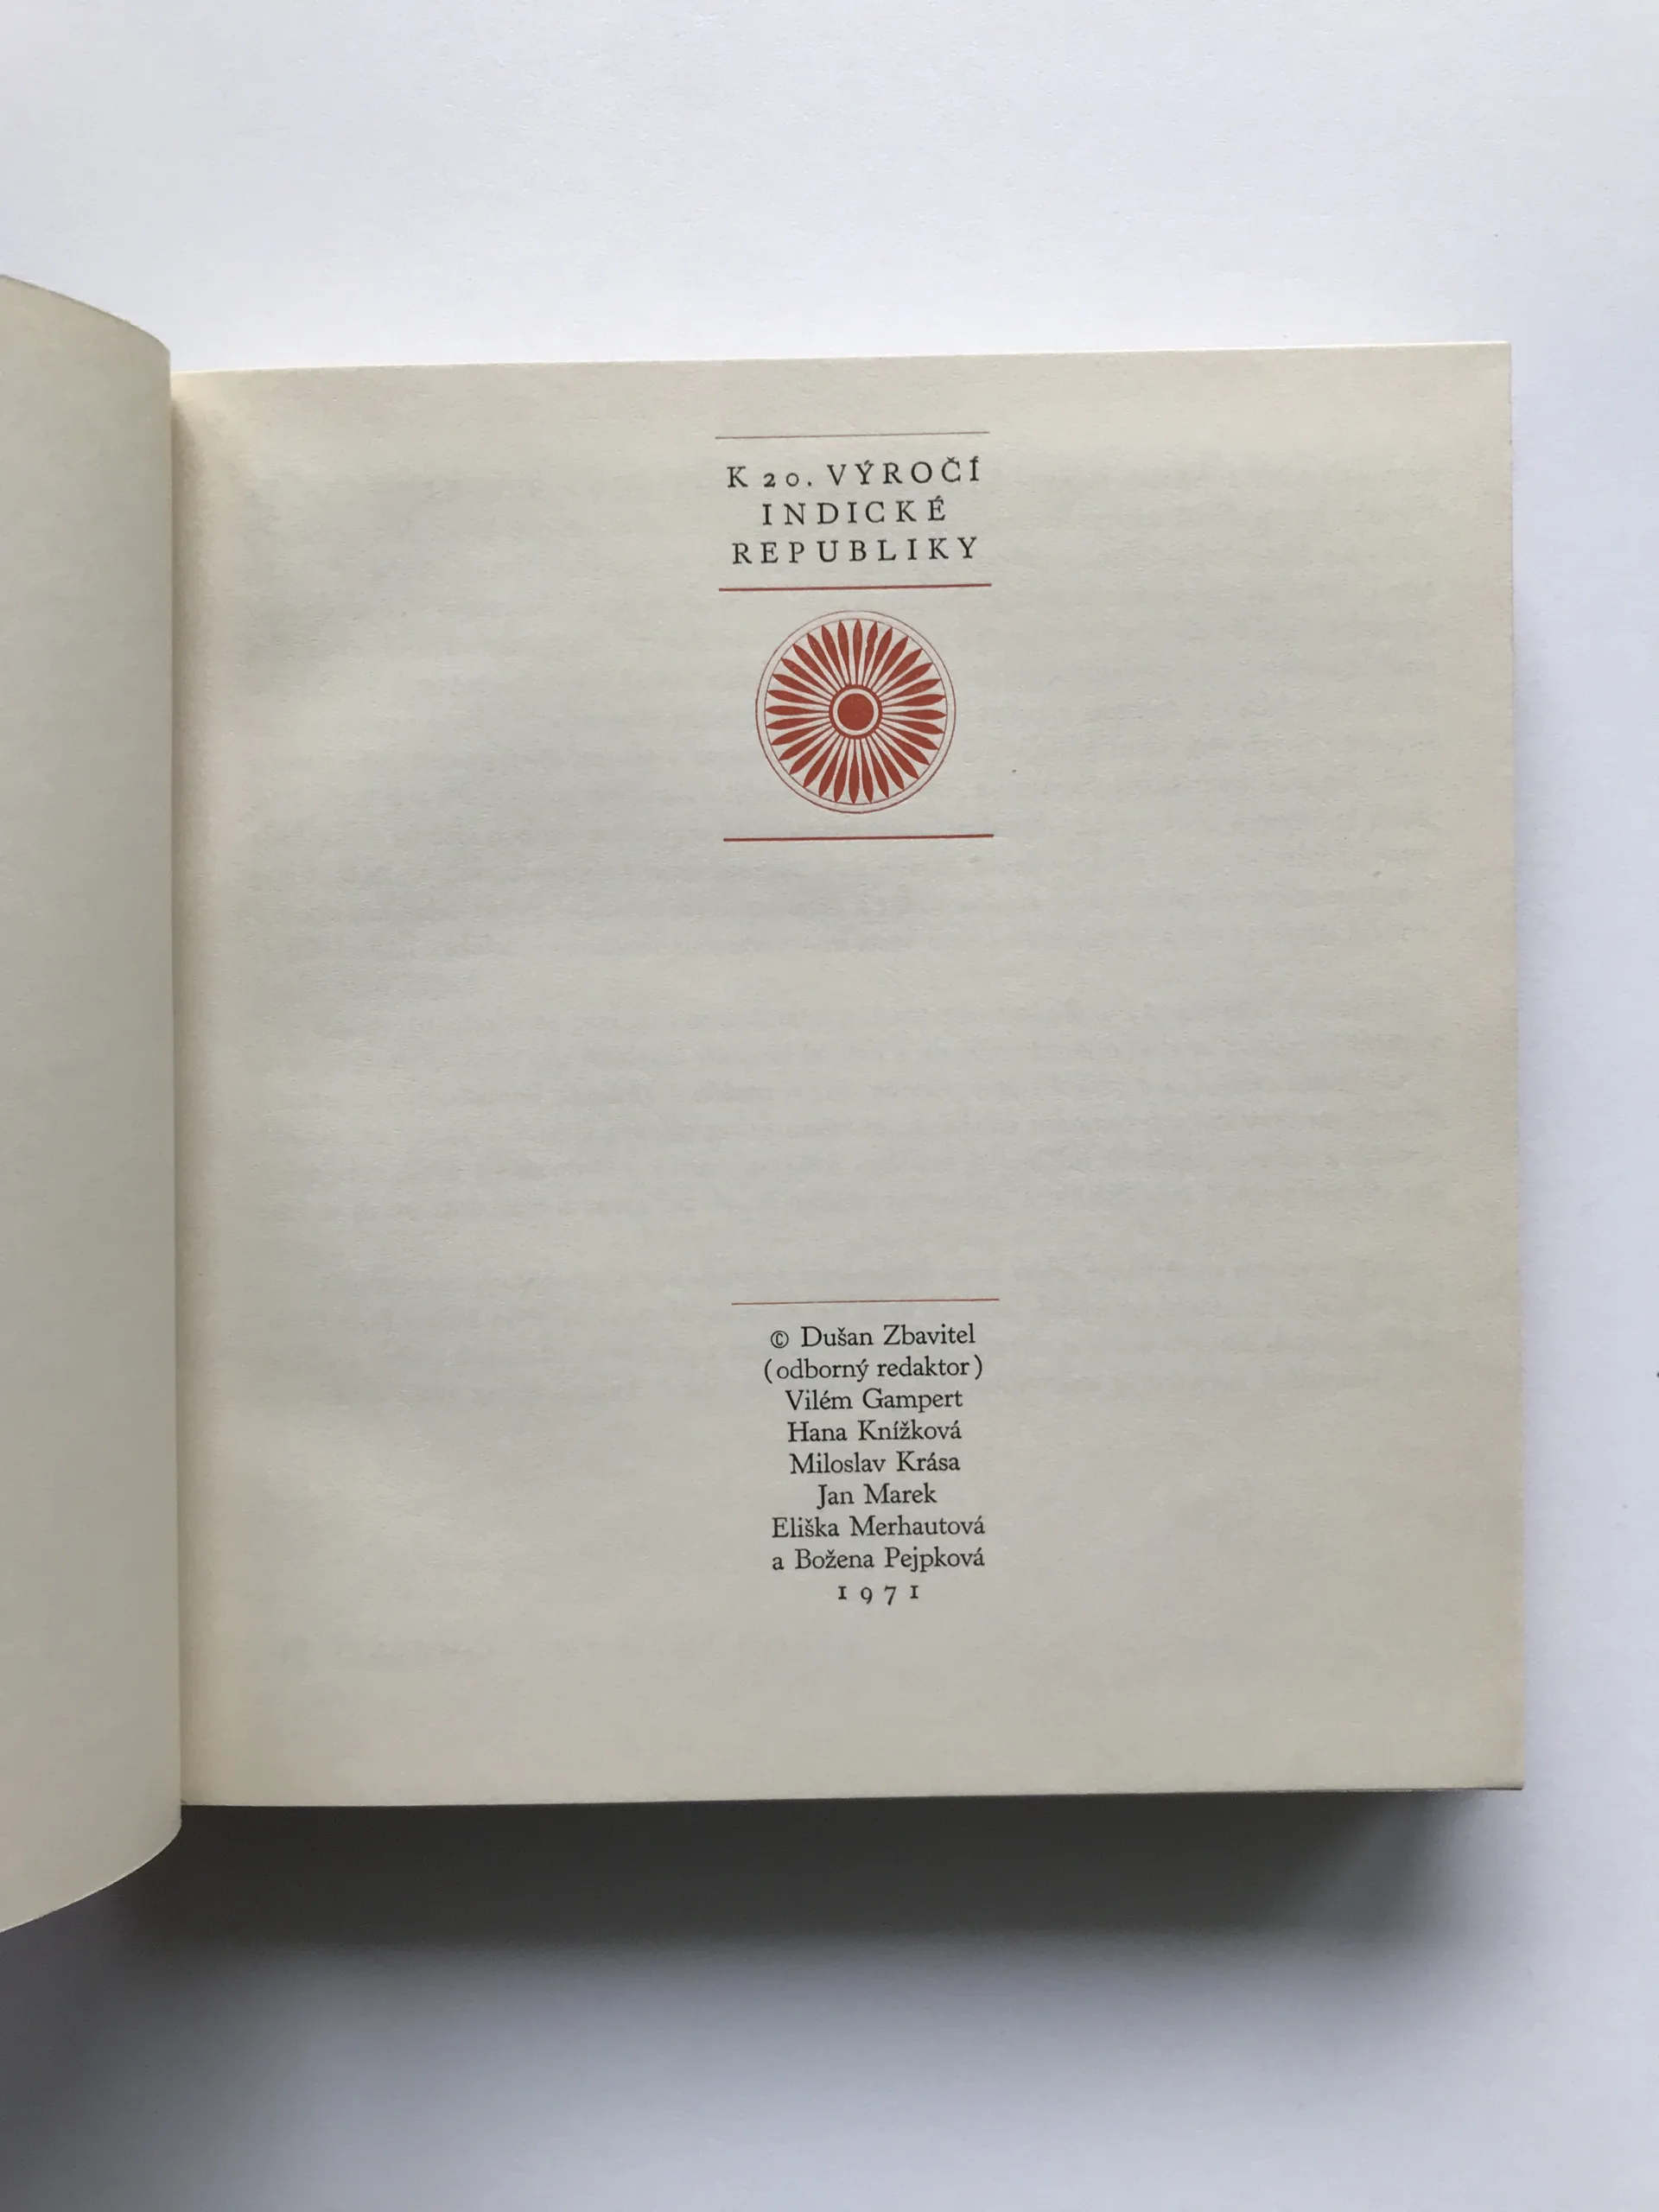 K 20. VÝROČÍ
INDICKÉ
REPUBLIKY
© Dušan Zbavitel
(odborný redaktor)
Vilém Gampert
Hana Knížková
Miloslav Krása
Jan Marek
Eliška Merhautová
a Božena Pejpková
1971